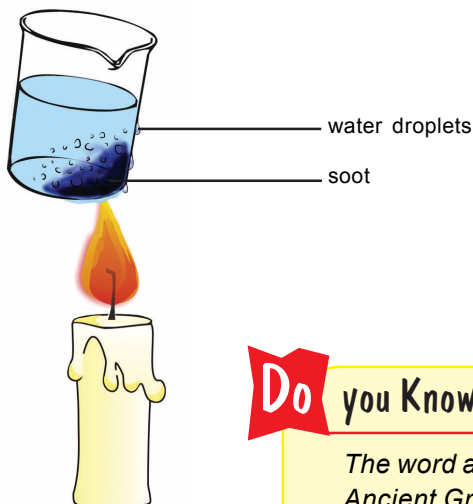 water droplets
soot
Do you Know
The word a
Ancient Gr